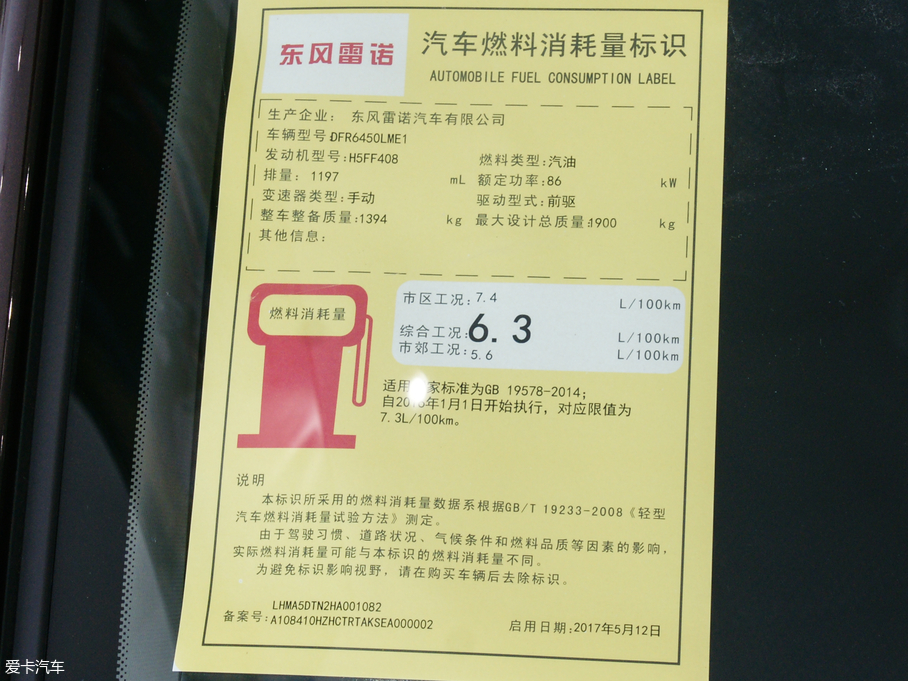 东风雷诺
汽车燃料消耗量标识
AUTOMOBILE FUEL CONSUMPTION LABEL
生产企业: 东风雷诺汽车有限公司
车辆型号:DFR6450LME1
发动机型号:H5FF408 燃料类型:汽油
排量: 1197 mL 额定功率:86 kW
变速器类型:手动 驱动型式:前驱
整车整备质量:1394 kg 最大设计总质量:1900 kg
其他信息:
燃料消耗量
市区工况:7.4 L/100km
综合工况:6.3 L/100km
市郊工况:5.6 L/100km
适用 家标准为GB 19578-2014;
自20 年1月1日开始执行,对应限值为
7.3L/100km。
说明
本标识所采用的燃料消耗量数据系根据GB/T 19233-2008《轻型
汽车燃料消耗量试验方法》测定。
由于驾驶习惯、道路状况、气候条件和燃料品质等因素的影响,
实际燃料消耗量可能与本标识的燃料消耗量不同。
为避免标识影响视野,请在购买车辆后去除标识。
LHMA5DTN2HA001082
备案号:A108410HZHCTRTAKSEA000002
启用日期:2017年5月12日
爱卡汽车